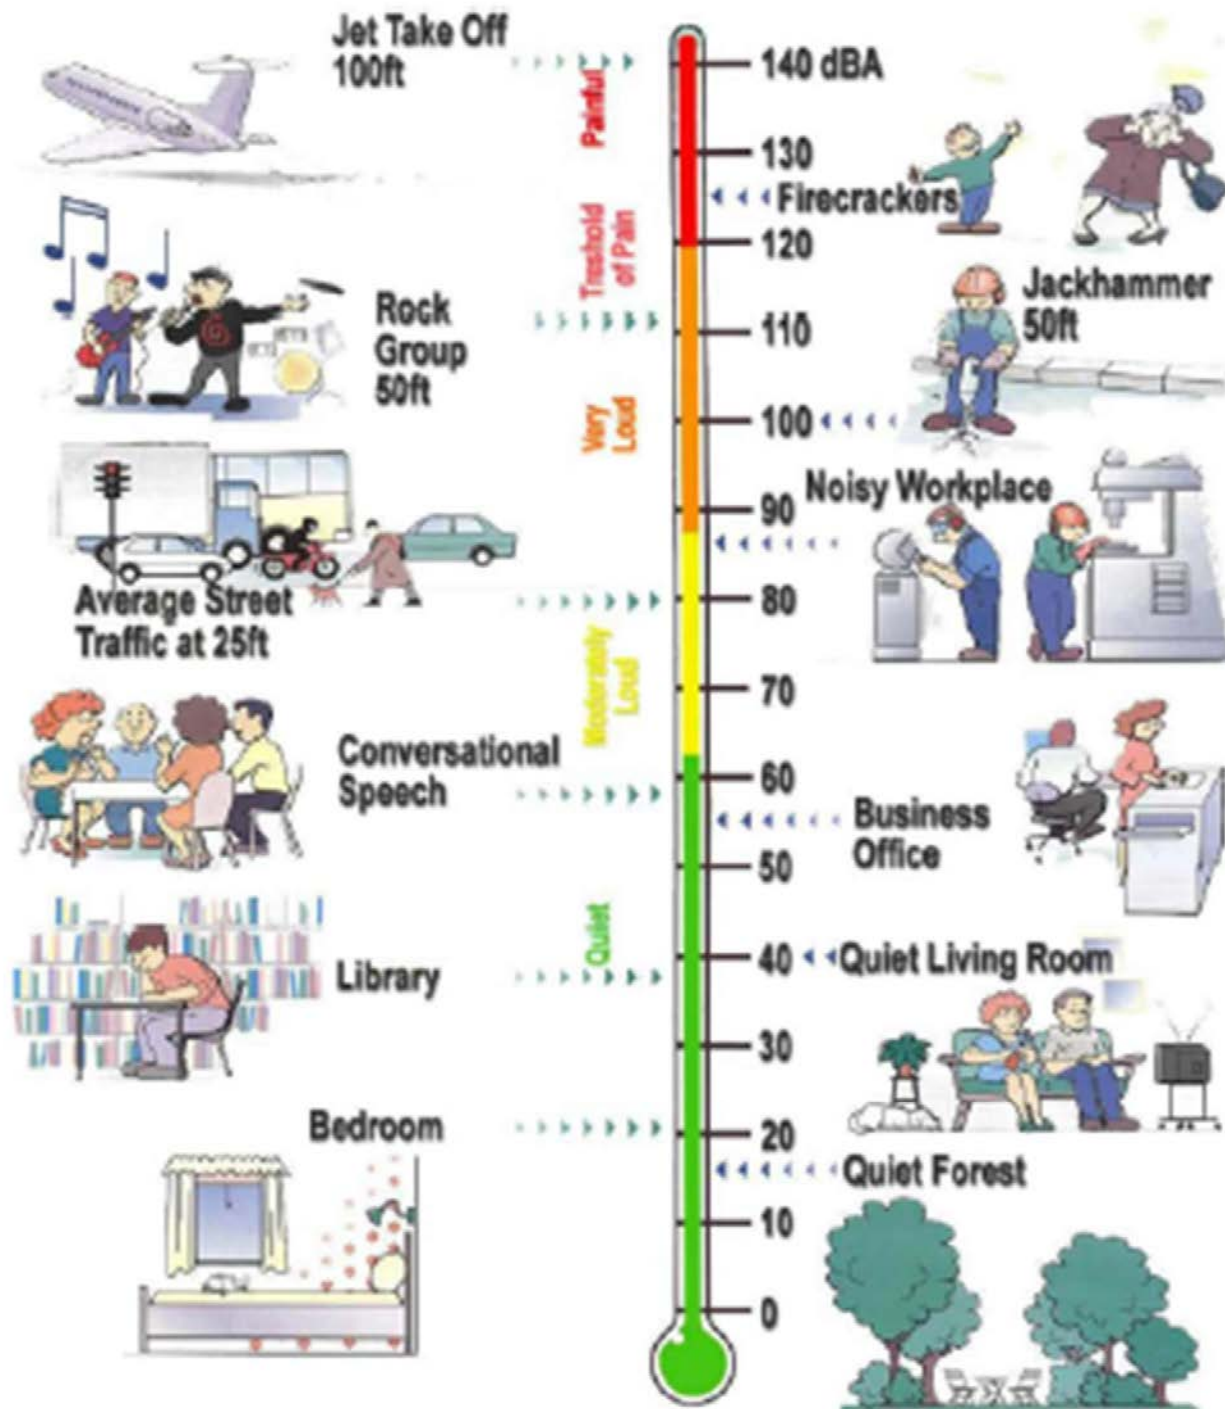 Jet Take Off
100ft
140 dBA
Painful
130
Firecrackers
120
Treshold
of Pain
Jackhammer
50ft
Rock
Group
50ft
110
Very
Loud
100
Noisy Workplace
90
Average Street
Traffic at 25ft
80
Moderately
Loud
70
Conversational
Speech
60
Business
Office
50
Quiet
40
Quiet Living Room
Library
30
Bedroom
20
Quiet Forest
10
0